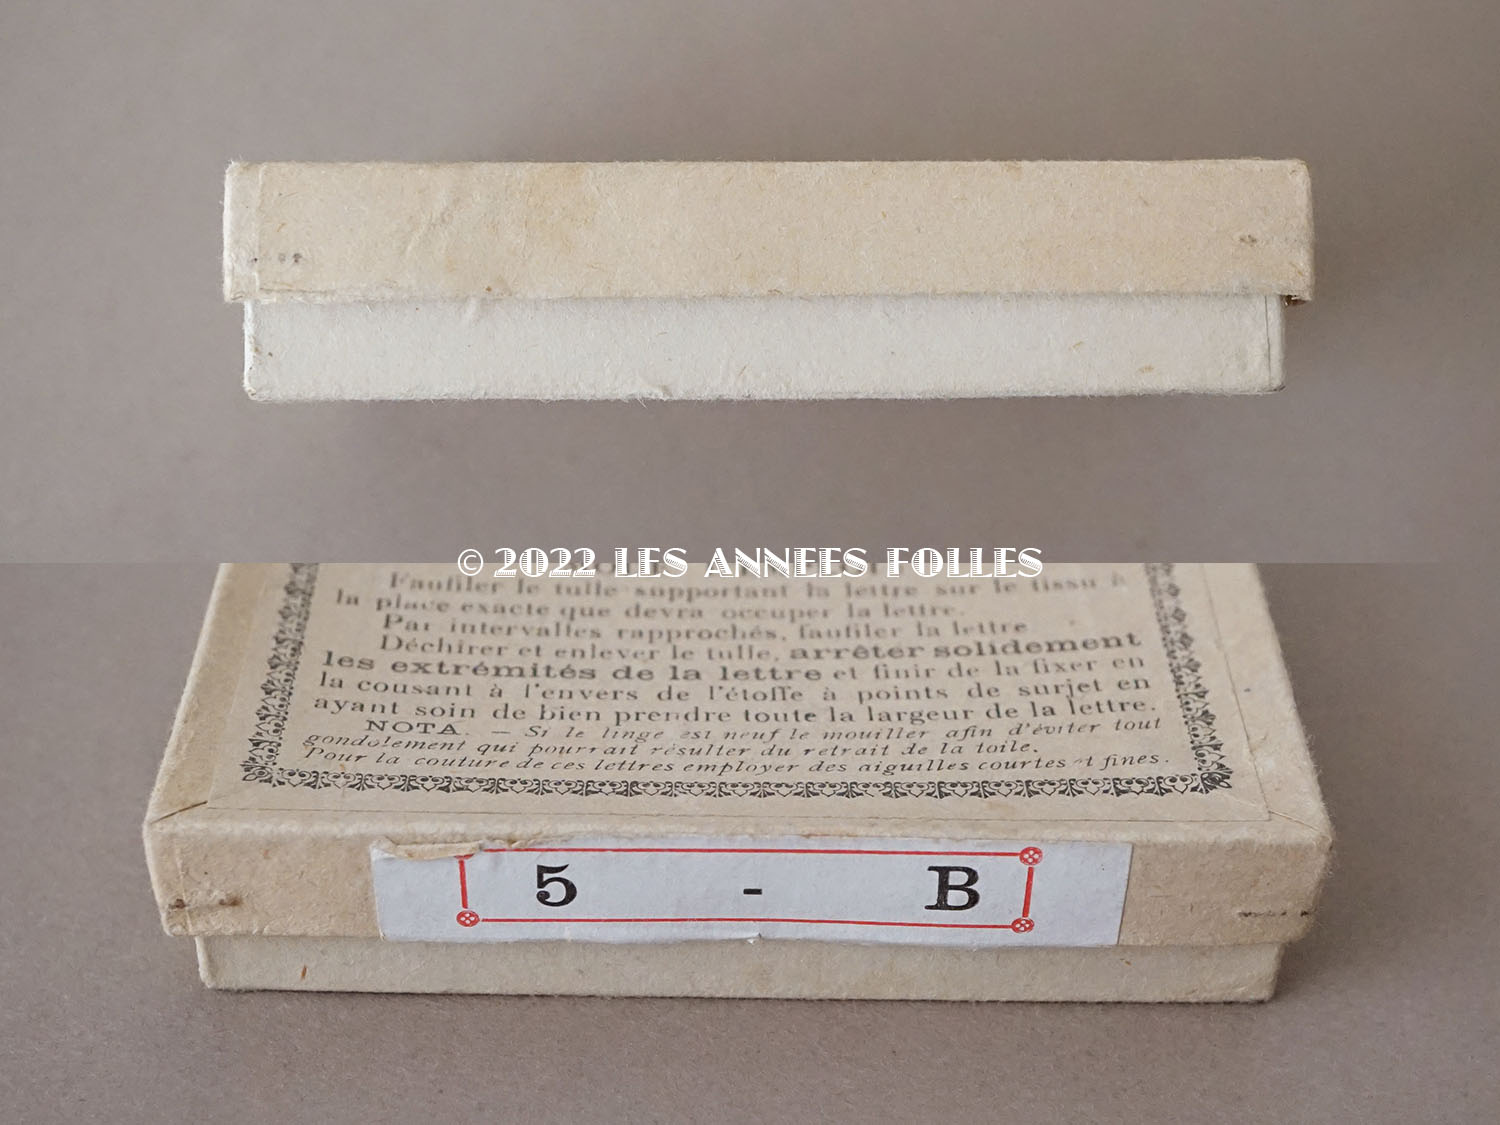 © 2022 LES ANNEES FOLLES
Faufiler le tulle supportant la lettre sur le tissu à
la place exacte que devra occuper la lettre.
Par intervalles rapprochés, faufiler la lettre
Déchirer et enlever le tulle, arrêter solidement
les extrémités de la lettre et finir de la fixer en
la cousant à l'envers de l'étoffe à points de surjet en
ayant soin de bien prendre toute la largeur de la lettre.
NOTA. — Si le linge est neuf le mouiller afin d'éviter tout
gondolement qui pourrait résulter du retrait de la toile.
Pour la couture de ces lettres employer des aiguilles courtes et fines.
5 - B